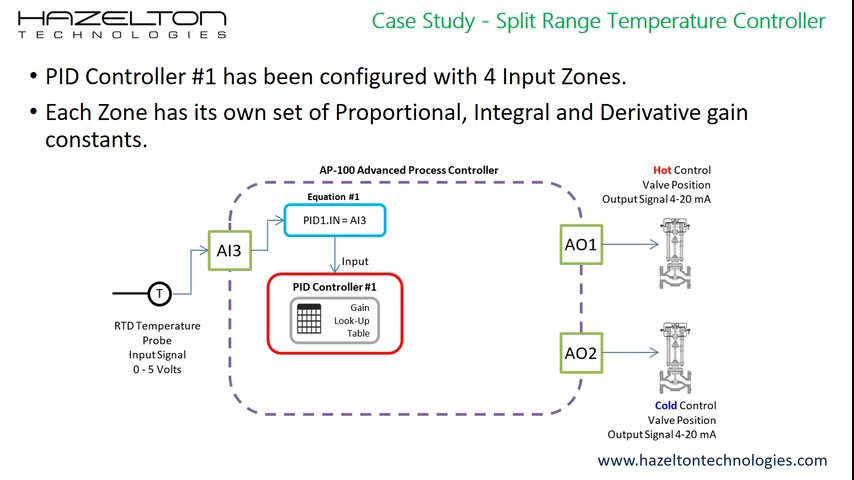 HAZELTON
TECHNOLOGIES
Case Study - Split Range Temperature Controller
• PID Controller #1 has been configured with 4 Input Zones.
• Each Zone has its own set of Proportional, Integral and Derivative gain
constants.
AP-100 Advanced Process Controller
Hot Control
Valve Position
Output Signal 4-20 mA
Equation #1
PID1.IN = AI3
AI3
AO1
Input
T
PID Controller #1
Gain
Look-Up
Table
RTD Temperature
Probe
Input Signal
0 - 5 Volts
AO2
Cold Control
Valve Position
Output Signal 4-20 mA
www.hazeltontechnologies.com